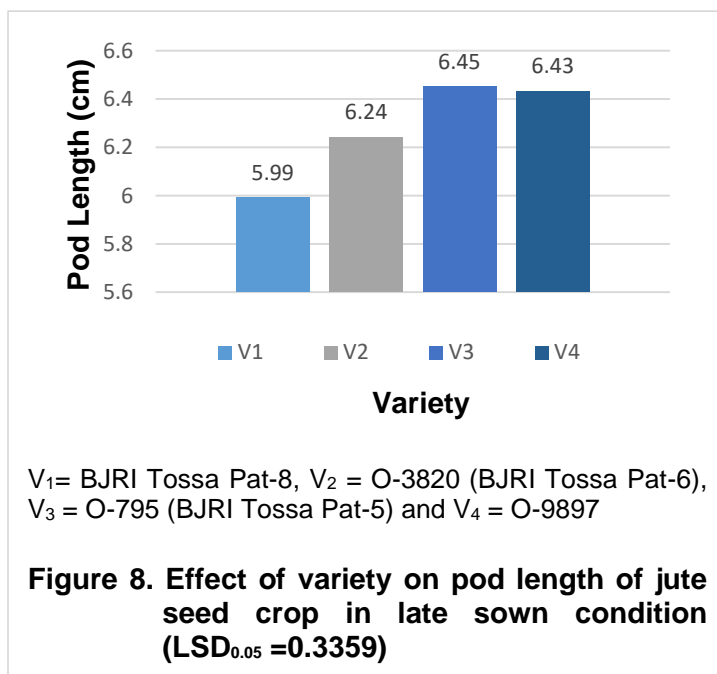 6.6
6.4
6.2
6
5.8
5.6
Pod Length (cm)
5.99
6.24
6.45
6.43
V1 V2 V3 V4
Variety
V₁= BJRI Tossa Pat-8, V₂ = O-3820 (BJRI Tossa Pat-6),
V₃ = O-795 (BJRI Tossa Pat-5) and V₄ = O-9897
Figure 8. Effect of variety on pod length of jute
seed crop in late sown condition
(LSD₀.₀₅ =0.3359)